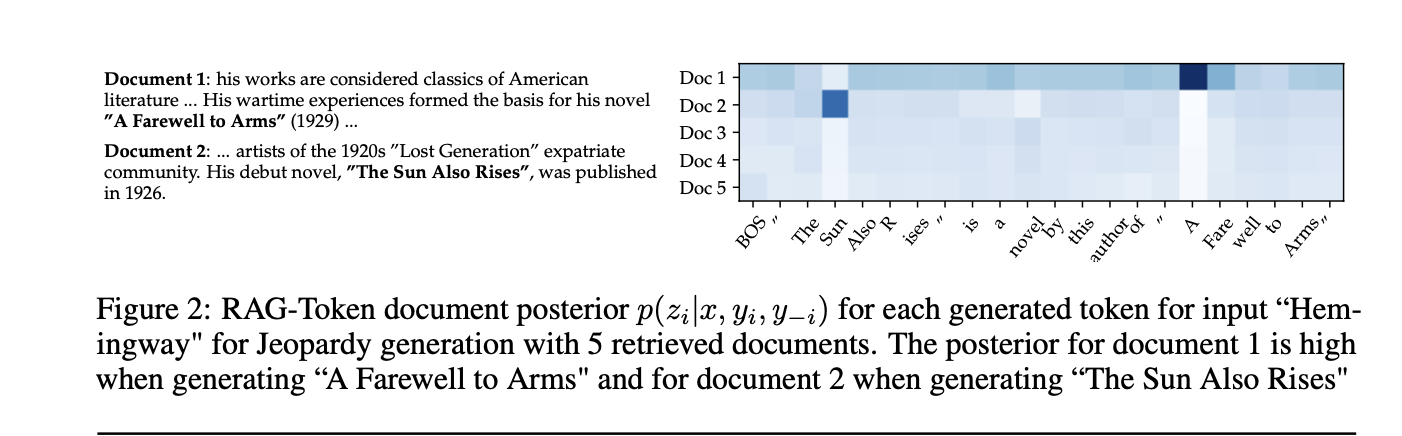 Document 1: his works are considered classics of American
literature ... His wartime experiences formed the basis for his novel
”A Farewell to Arms” (1929) ...
Document 2: ... artists of the 1920s ”Lost Generation” expatriate
community. His debut novel, ”The Sun Also Rises”, was published
in 1926.
Doc 1
Doc 2
Doc 3
Doc 4
Doc 5
BOS ” The Sun Also R ises ” is a novel by this author of ” A Fare well to Arms ”
Figure 2: RAG-Token document posterior p(z_i|x, y_i, y_{−i}) for each generated token for input “Hem-
ingway" for Jeopardy generation with 5 retrieved documents. The posterior for document 1 is high
when generating “A Farewell to Arms" and for document 2 when generating “The Sun Also Rises"